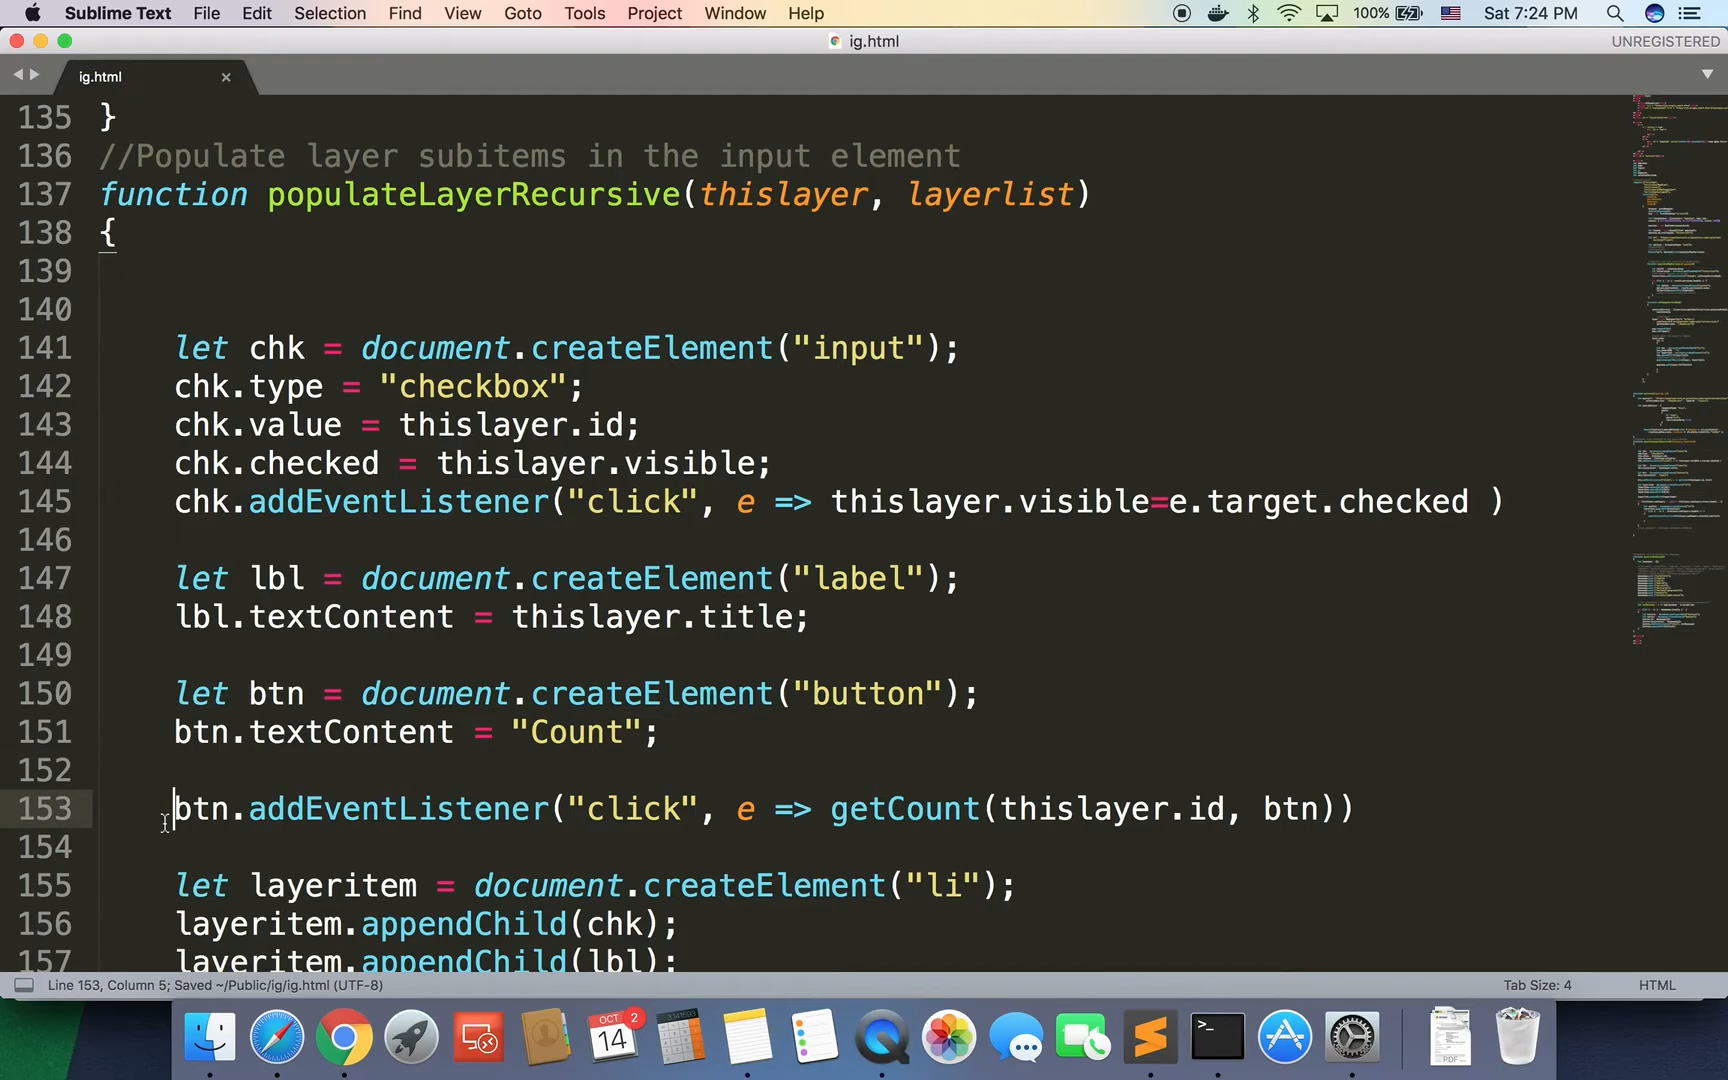 Sublime Text File Edit Selection Find View Goto Tools Project Window Help 100% Sat 7:24 PM
ig.html UNREGISTERED
ig.html ×
135 }
136 //Populate layer subitems in the input element
137 function populateLayerRecursive(thislayer, layerlist)
138 {
139
140
141 let chk = document.createElement("input");
142 chk.type = "checkbox";
143 chk.value = thislayer.id;
144 chk.checked = thislayer.visible;
145 chk.addEventListener("click", e => thislayer.visible=e.target.checked )
146
147 let lbl = document.createElement("label");
148 lbl.textContent = thislayer.title;
149
150 let btn = document.createElement("button");
151 btn.textContent = "Count";
152
153 btn.addEventListener("click", e => getCount(thislayer.id, btn))
154
155 let layeritem = document.createElement("li");
156 layeritem.appendChild(chk);
157 layeritem.appendChild(lbl);
Line 153, Column 5; Saved ~/Public/ig/ig.html (UTF-8) Tab Size: 4 HTML
OCT
14
2
PDF